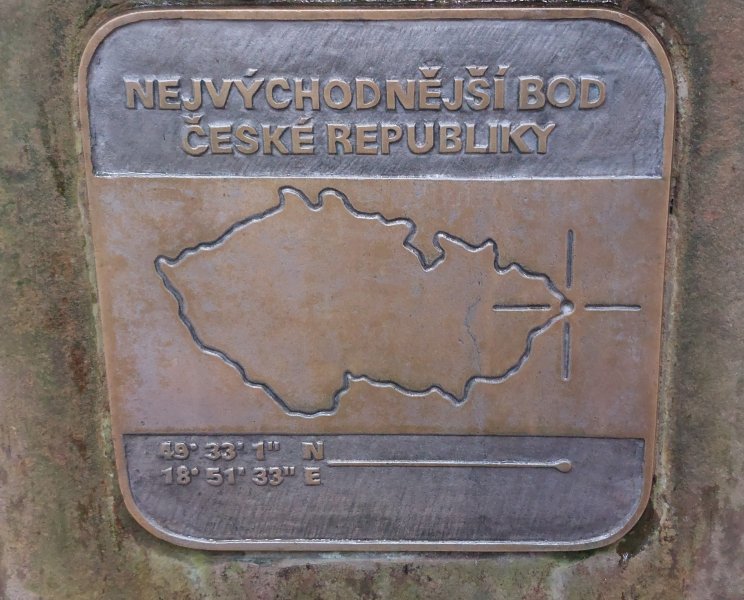 NEJVÝCHODNĚJŠÍ BOD
ČESKÉ REPUBLIKY
49° 33' 1" N
18° 51' 33" E